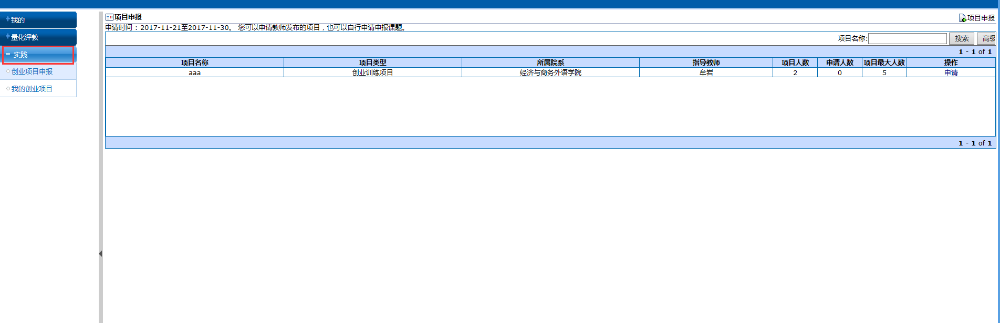 我的
量化评教
实践
创业项目申报
我的创业项目
项目申报
项目申报
申请时间：2017-11-21至2017-11-30。 您可以申请教师发布的项目，也可以自行申请申报课题。
项目名称: 搜索 高级
1 - 1 of 1
项目名称 项目类型 所属院系 指导教师 项目人数 申请人数 项目最大人数 操作
aaa 创业训练项目 经济与商务外语学院 牟岩 2 0 5 申请
1 - 1 of 1